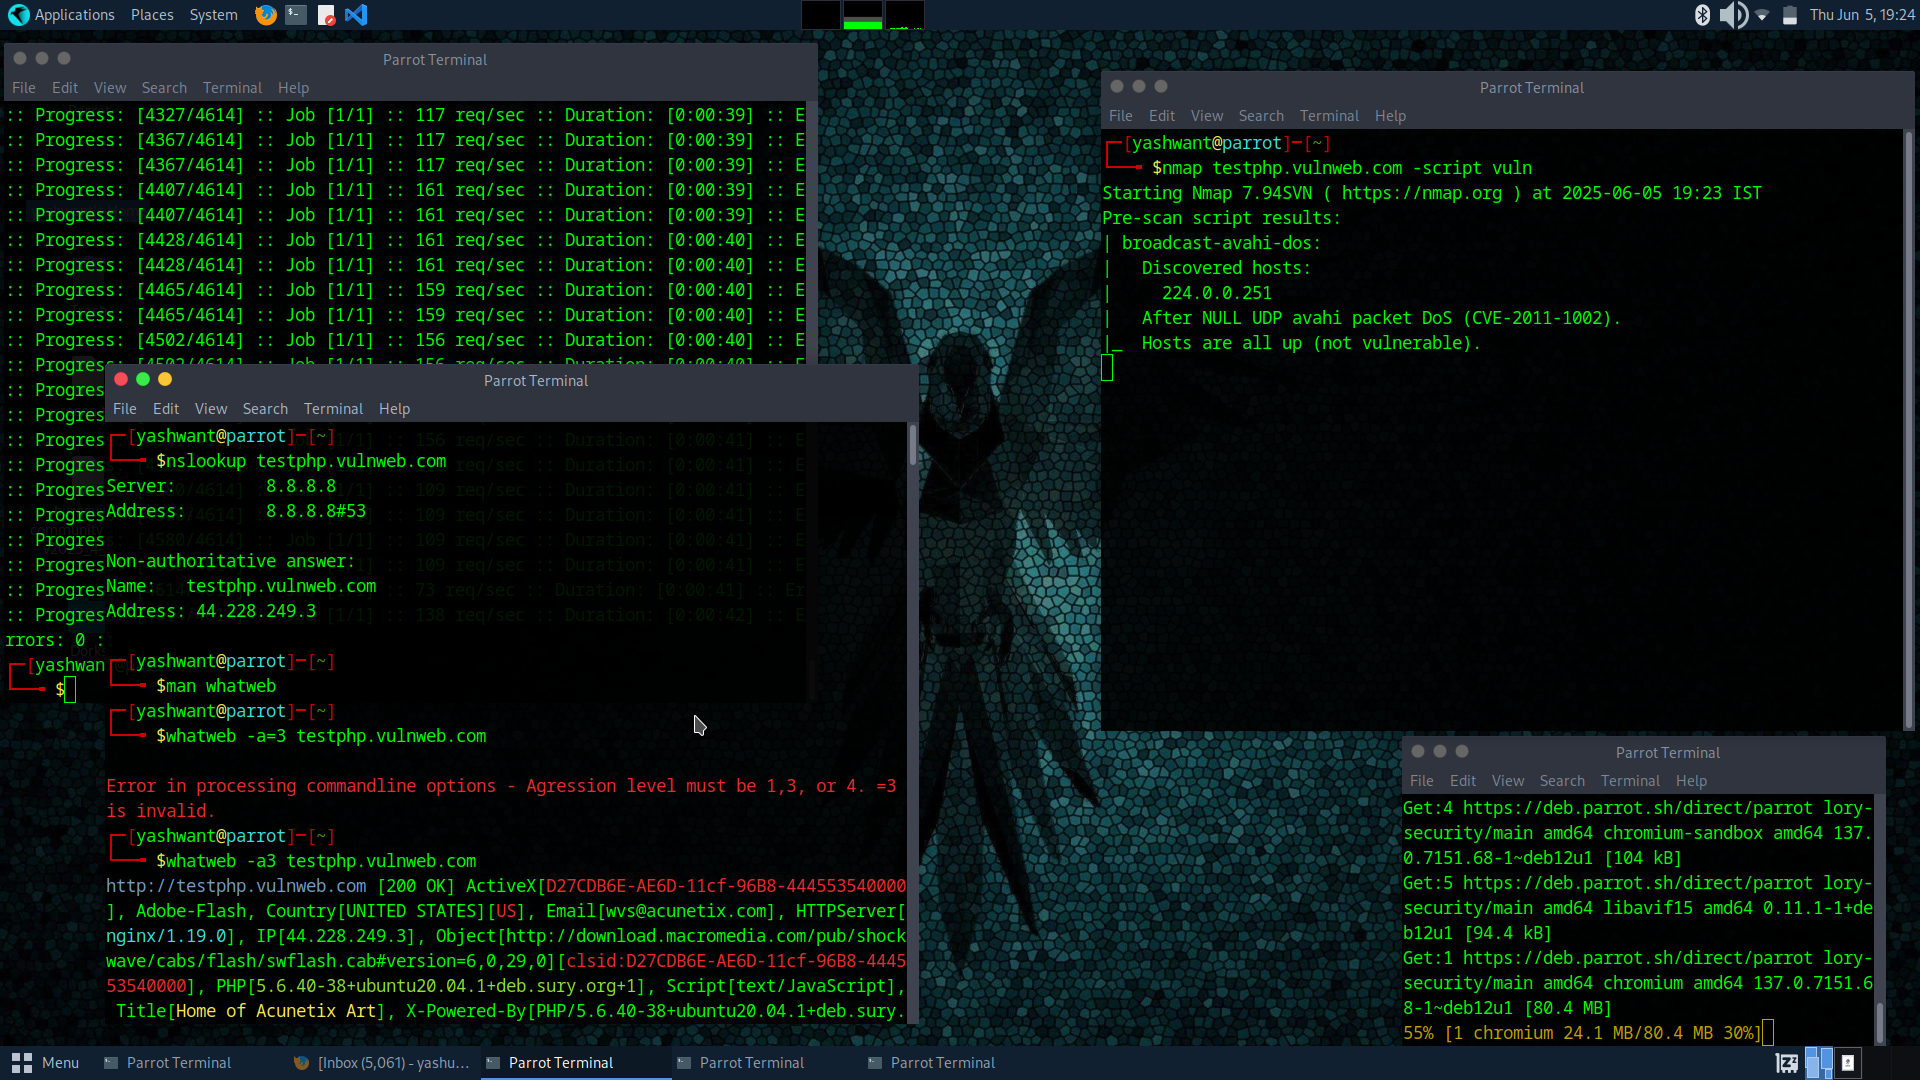 Applications Places System
Thu Jun 5, 19:24
Parrot Terminal
File Edit View Search Terminal Help
:: Progress: [4327/4614] :: Job [1/1] :: 117 req/sec :: Duration: [0:00:39] :: E
:: Progress: [4367/4614] :: Job [1/1] :: 117 req/sec :: Duration: [0:00:39] :: E
:: Progress: [4367/4614] :: Job [1/1] :: 117 req/sec :: Duration: [0:00:39] :: E
:: Progress: [4407/4614] :: Job [1/1] :: 161 req/sec :: Duration: [0:00:39] :: E
:: Progress: [4407/4614] :: Job [1/1] :: 161 req/sec :: Duration: [0:00:39] :: E
:: Progress: [4428/4614] :: Job [1/1] :: 161 req/sec :: Duration: [0:00:40] :: E
:: Progress: [4428/4614] :: Job [1/1] :: 161 req/sec :: Duration: [0:00:40] :: E
:: Progress: [4465/4614] :: Job [1/1] :: 159 req/sec :: Duration: [0:00:40] :: E
:: Progress: [4465/4614] :: Job [1/1] :: 159 req/sec :: Duration: [0:00:40] :: E
:: Progress: [4502/4614] :: Job [1/1] :: 156 req/sec :: Duration: [0:00:40] :: E
:: Progress: [4502/4614] :: Job [1/1] :: 156 req/sec :: Duration: [0:00:40] :: E
:: Progres
:: Progres
:: Progres
:: Progres
:: Progres
:: Progres
:: Progres
:: Progres
:: Progres
:: Progres
rrors: 0 :
[yashwan
$
Parrot Terminal
File Edit View Search Terminal Help
[yashwant@parrot]─[~]
$nslookup testphp.vulnweb.com
Server: 8.8.8.8
Address: 8.8.8.8#53
Non-authoritative answer:
Name: testphp.vulnweb.com
Address: 44.228.249.3
[yashwant@parrot]─[~]
$man whatweb
[yashwant@parrot]─[~]
$whatweb -a=3 testphp.vulnweb.com
Error in processing commandline options - Agression level must be 1,3, or 4. =3
is invalid.
[yashwant@parrot]─[~]
$whatweb -a3 testphp.vulnweb.com
http://testphp.vulnweb.com [200 OK] ActiveX[D27CDB6E-AE6D-11cf-96B8-444553540000
], Adobe-Flash, Country[UNITED STATES][US], Email[wvs@acunetix.com], HTTPServer[
nginx/1.19.0], IP[44.228.249.3], Object[http://download.macromedia.com/pub/shock
wave/cabs/flash/swflash.cab#version=6,0,29,0][clsid:D27CDB6E-AE6D-11cf-96B8-4445
53540000], PHP[5.6.40-38+ubuntu20.04.1+deb.sury.org+1], Script[text/JavaScript],
Title[Home of Acunetix Art], X-Powered-By[PHP/5.6.40-38+ubuntu20.04.1+deb.sury.
Parrot Terminal
File Edit View Search Terminal Help
[yashwant@parrot]─[~]
$nmap testphp.vulnweb.com -script vuln
Starting Nmap 7.94SVN ( https://nmap.org ) at 2025-06-05 19:23 IST
Pre-scan script results:
| broadcast-avahi-dos:
|   Discovered hosts:
|     224.0.0.251
|   After NULL UDP avahi packet DoS (CVE-2011-1002).
|_  Hosts are all up (not vulnerable).
Parrot Terminal
File Edit View Search Terminal Help
Get:4 https://deb.parrot.sh/direct/parrot lory-
security/main amd64 chromium-sandbox amd64 137.
0.7151.68-1~deb12u1 [104 kB]
Get:5 https://deb.parrot.sh/direct/parrot lory-
security/main amd64 libavif15 amd64 0.11.1-1+de
b12u1 [94.4 kB]
Get:1 https://deb.parrot.sh/direct/parrot lory-
security/main amd64 chromium amd64 137.0.7151.6
8-1~deb12u1 [80.4 MB]
55% [1 chromium 24.1 MB/80.4 MB 30%]
Menu Parrot Terminal [Inbox (5,061) - yashu... Parrot Terminal Parrot Terminal Parrot Terminal